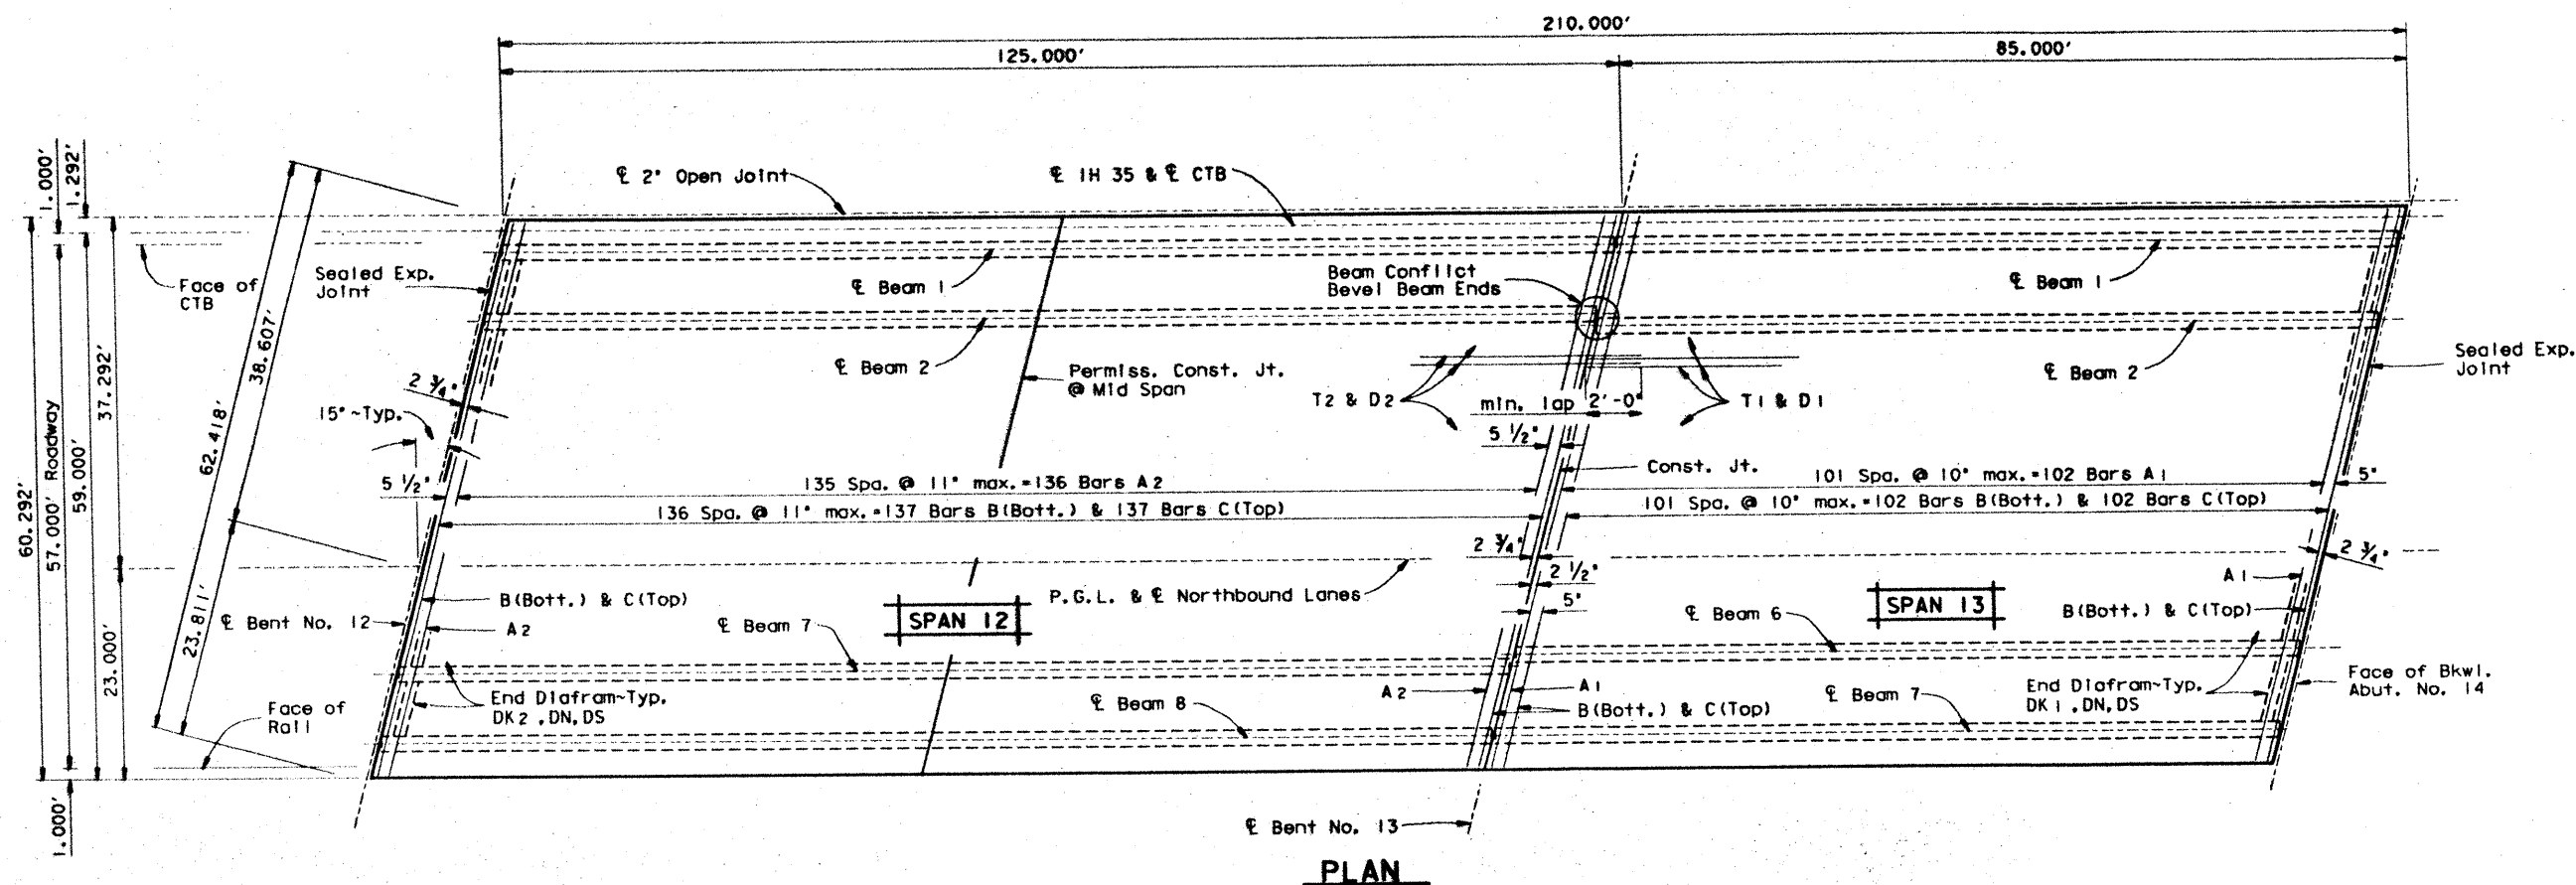 210.000'
125.000'
85.000'
1.000'
1.292'
℄ 2" Open Joint
℄ IH 35 & ℄ CTB
Face of
CTB
Sealed Exp.
Joint
℄ Beam 1
Beam Conflict
Bevel Beam Ends
℄ Beam 1
38.607'
37.292'
℄ Beam 2
Permiss. Const. Jt.
@ Mid Span
℄ Beam 2
Sealed Exp.
Joint
2 3/4"
15°~Typ.
T2 & D2
min. lap 2'-0"
T1 & D1
62.418'
60.292'
57.000' Roadway
59.000'
5 1/2"
5 1/2"
Const. Jt.
135 Spa. @ 11" max.=136 Bars A2
101 Spa. @ 10" max.=102 Bars A1
5"
136 Spa. @ 11" max.=137 Bars B(Bott.) & 137 Bars C(Top)
101 Spa. @ 10" max.=102 Bars B(Bott.) & 102 Bars C(Top)
2 3/4"
2 3/4"
2 1/2"
5"
P.G.L. & ℄ Northbound Lanes
23.811'
23.000'
℄ Bent No. 12
B(Bott.) & C(Top)
A2
℄ Beam 7
SPAN 12
℄ Beam 6
SPAN 13
A1
B(Bott.) & C(Top)
Face of
Rail
End Diafram~Typ.
DK2,DN,DS
℄ Beam 8
A2
A1
B(Bott.) & C(Top)
℄ Beam 7
End Diafram~Typ.
DK1,DN,DS
Face of Bkwl.
Abut. No. 14
1.000'
℄ Bent No. 13
PLAN